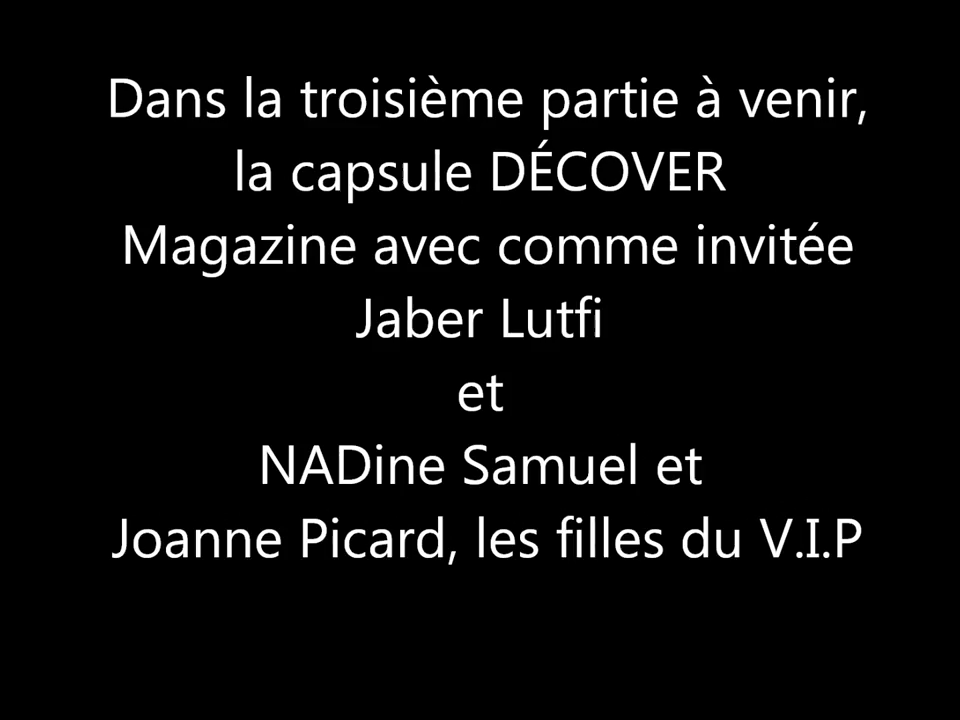 Dans la troisième partie à venir,
la capsule DÉCOVER
Magazine avec comme invitée
Jaber Lutfi
et
NADine Samuel et
Joanne Picard, les filles du V.I.P